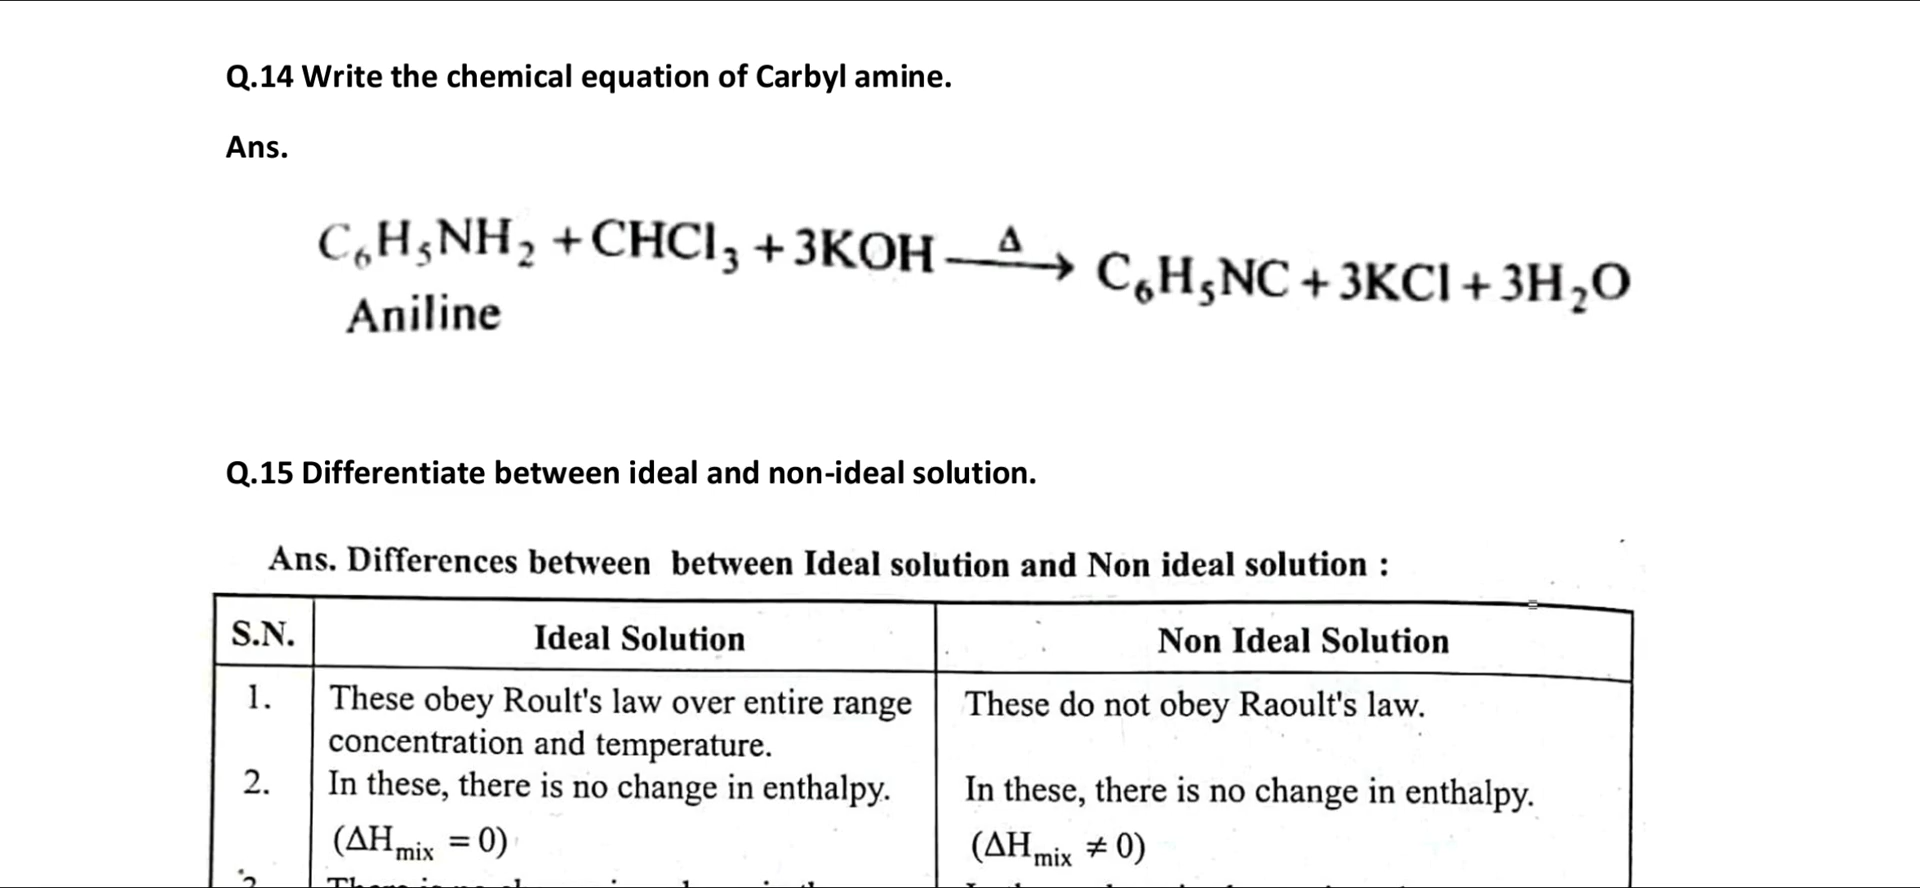 Q.14 Write the chemical equation of Carbyl amine.
Ans.
C₆H₅NH₂ + CHCl₃ + 3KOH —Δ→ C₆H₅NC + 3KCl + 3H₂O
Aniline
Q.15 Differentiate between ideal and non-ideal solution.
Ans. Differences between between Ideal solution and Non ideal solution :
S.N. Ideal Solution Non Ideal Solution
1. These obey Roult's law over entire range These do not obey Raoult's law.
concentration and temperature.
2. In these, there is no change in enthalpy. In these, there is no change in enthalpy.
(ΔHmix = 0) (ΔHmix ≠ 0)